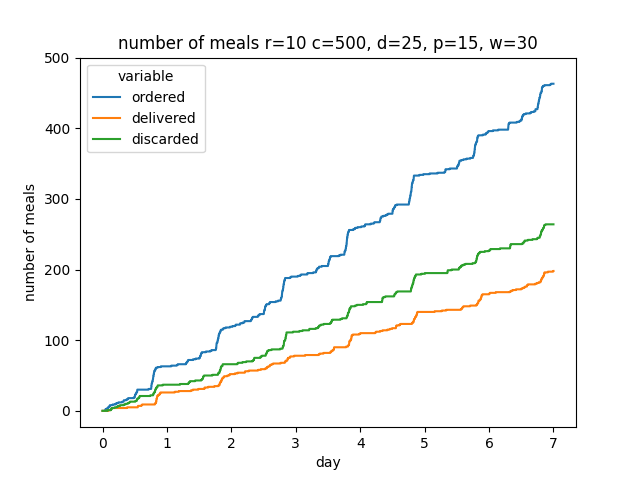 number of meals r=10 c=500, d=25, p=15, w=30
variable
ordered
delivered
discarded
500
400
300
200
100
0
number of meals
0 1 2 3 4 5 6 7
day